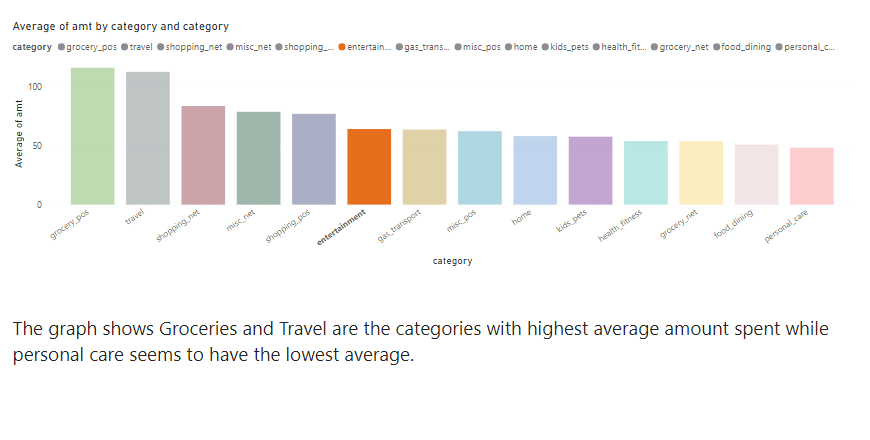 Average of amt by category and category
category grocery_pos travel shopping_net misc_net shopping_... entertain... gas_trans... misc_pos home kids_pets health_fit... grocery_net food_dining personal_c...
100
50
0
Average of amt
grocery_pos travel shopping_net misc_net shopping_pos entertainment gas_transport misc_pos home kids_pets health_fitness grocery_net food_dining personal_care
category
The graph shows Groceries and Travel are the categories with highest average amount spent while
personal care seems to have the lowest average.